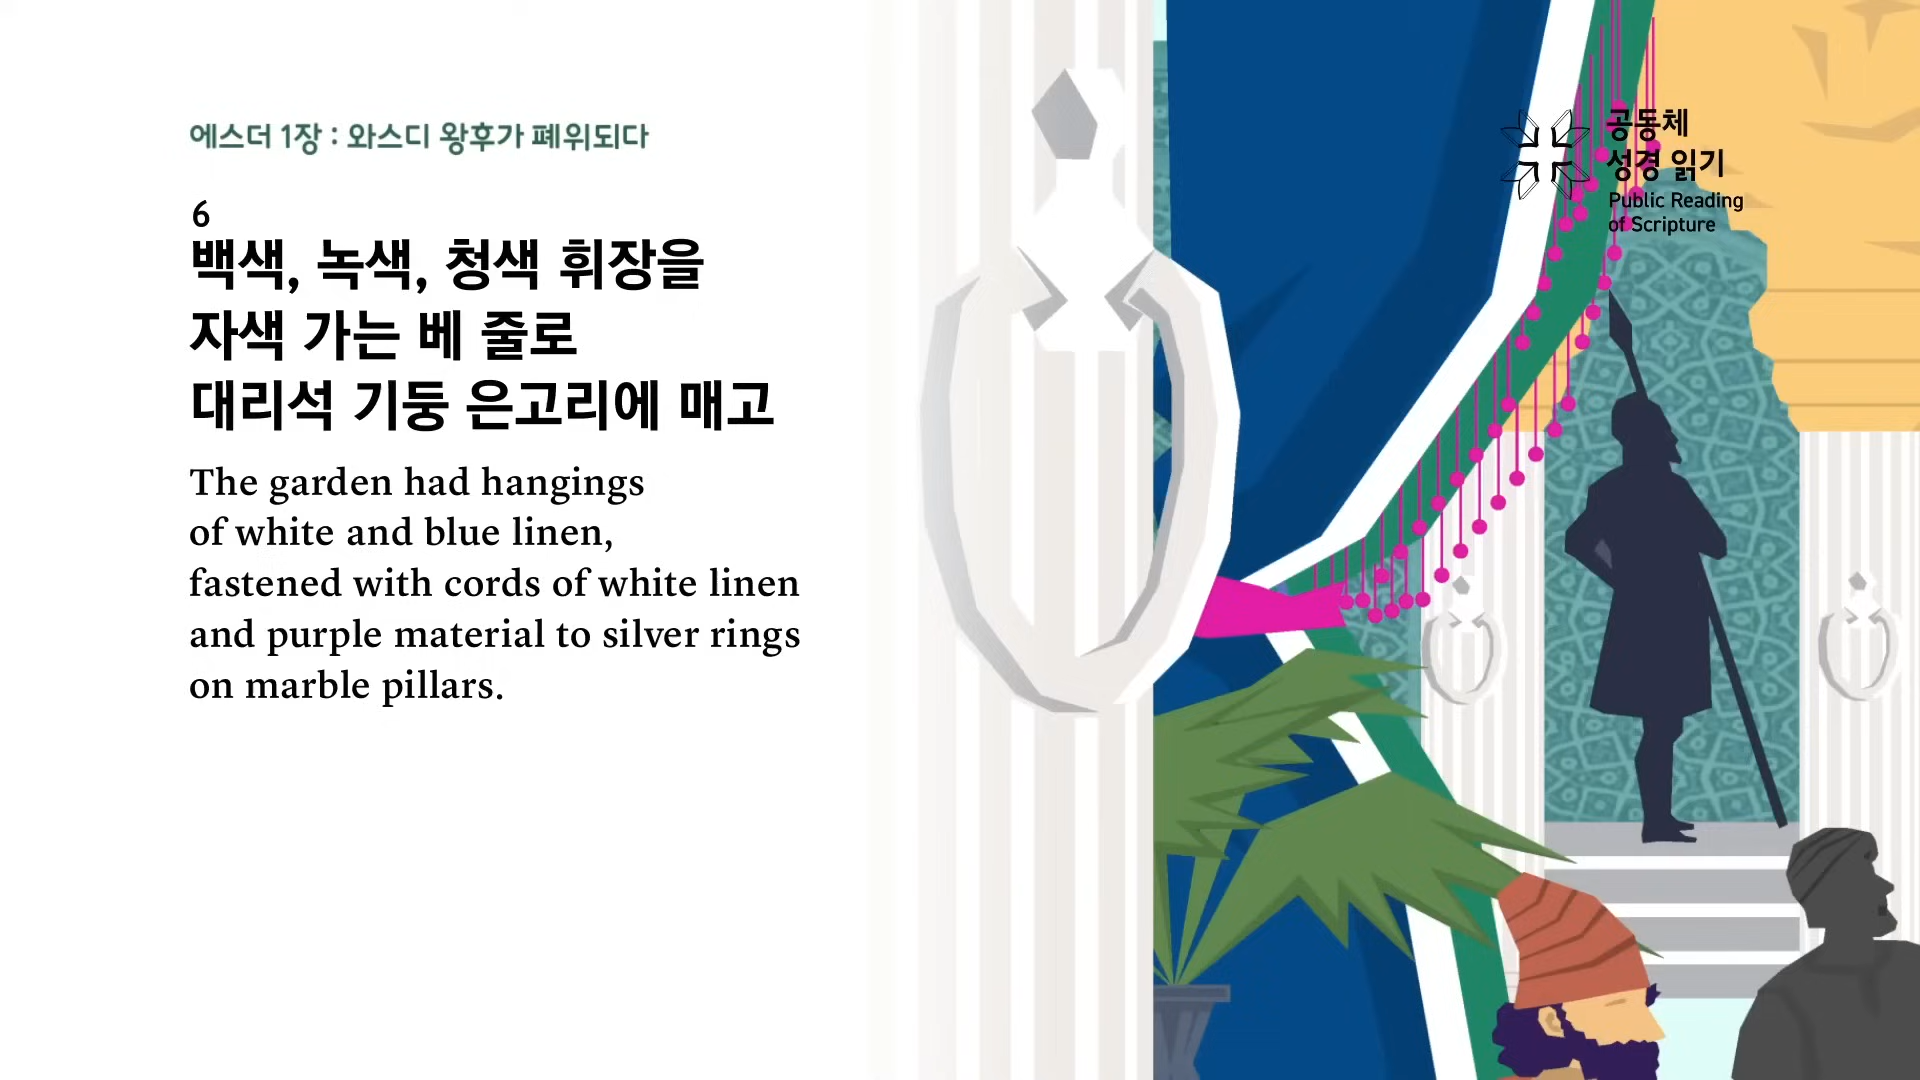 에스더 1장 : 와스디 왕후가 폐위되다
6
백색, 녹색, 청색 휘장을
자색 가는 베 줄로
대리석 기둥 은고리에 매고
The garden had hangings
of white and blue linen,
fastened with cords of white linen
and purple material to silver rings
on marble pillars.
공동체
성경 읽기
Public Reading
of Scripture